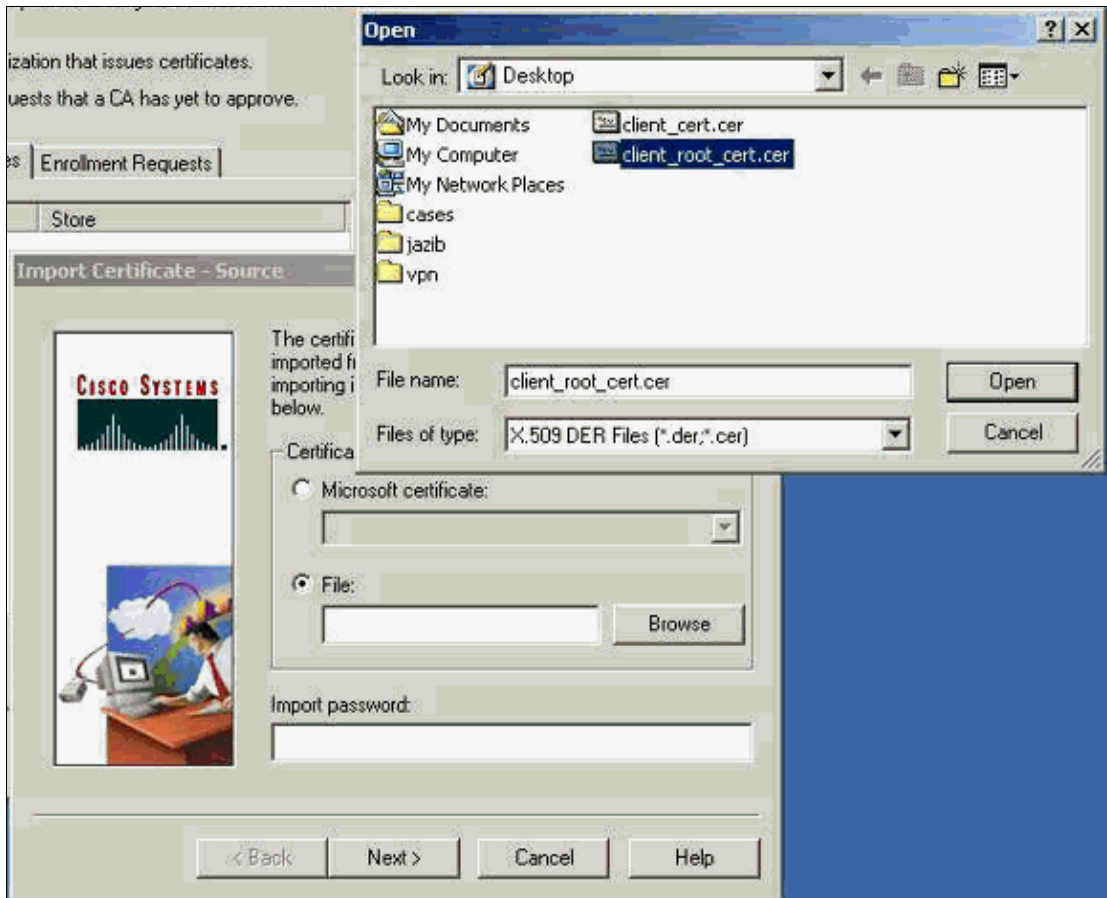 ization that issues certificates.
uests that a CA has yet to approve.
es Enrollment Requests
Store
Open
Look in: Desktop
My Documents
My Computer
My Network Places
cases
jazib
vpn
client_cert.cer
client_root_cert.cer
File name: client_root_cert.cer Open
Files of type: X.509 DER Files (*.der;*.cer) Cancel
Import Certificate - Source
CISCO SYSTEMS
The certifi
imported f
importing i
below.
Certifica
Microsoft certificate:
File:
Browse
Import password:
< Back Next > Cancel Help